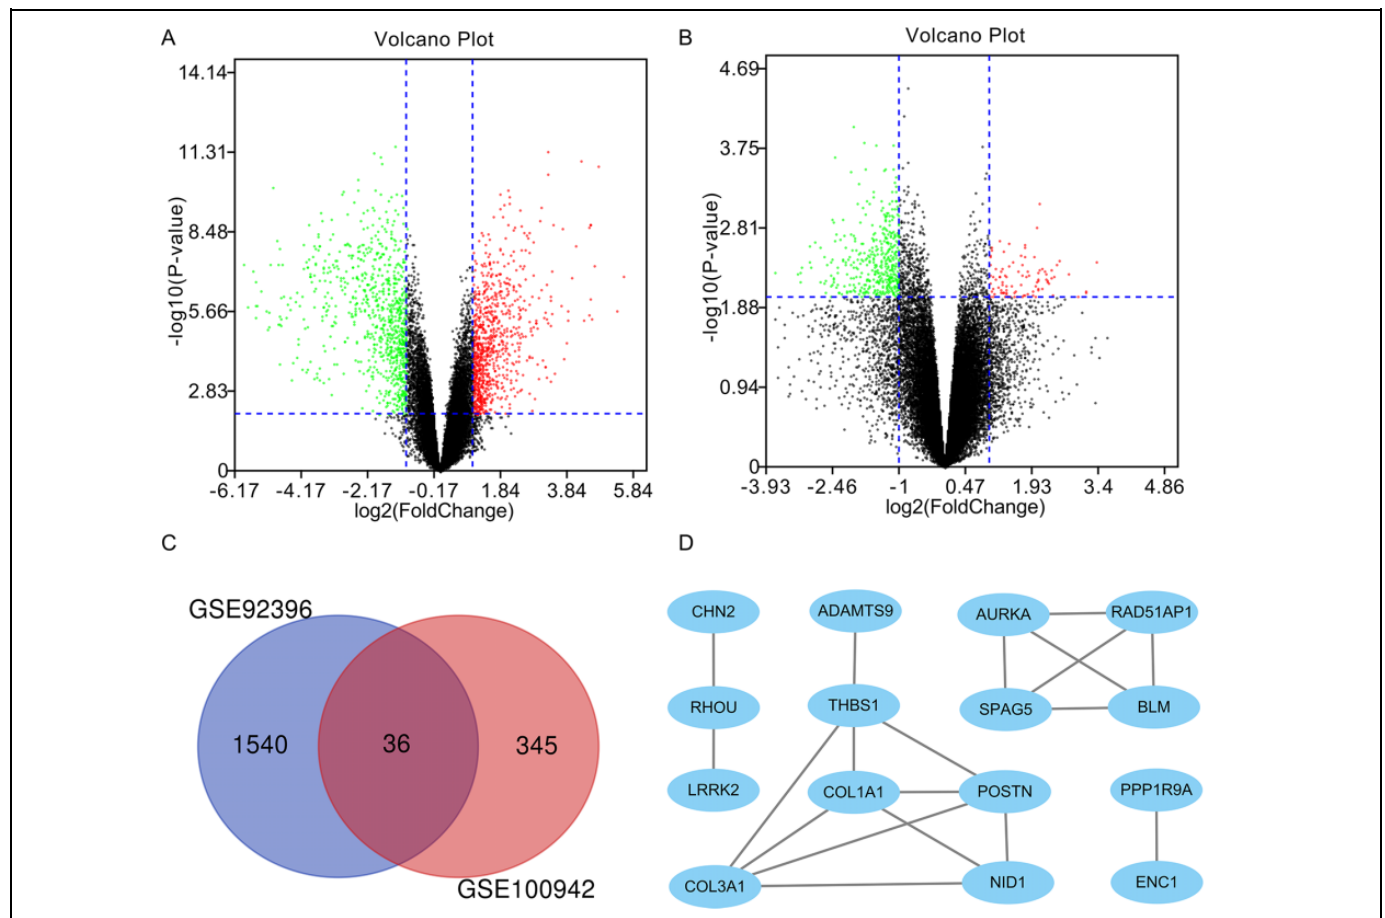 A
Volcano Plot
14.14
11.31
8.48
5.66
2.83
0
-log10(P-value)
-6.17 -4.17 -2.17 -0.17 1.84 3.84 5.84
log2(FoldChange)
B
Volcano Plot
4.69
3.75
2.81
1.88
0.94
0
-log10(P-value)
-3.93 -2.46 -1 0.47 1.93 3.4 4.86
log2(FoldChange)
C
GSE92396
1540 36 345
GSE100942
D
CHN2 ADAMTS9 AURKA RAD51AP1
RHOU THBS1 SPAG5 BLM
LRRK2 COL1A1 POSTN PPP1R9A
COL3A1 NID1 ENC1